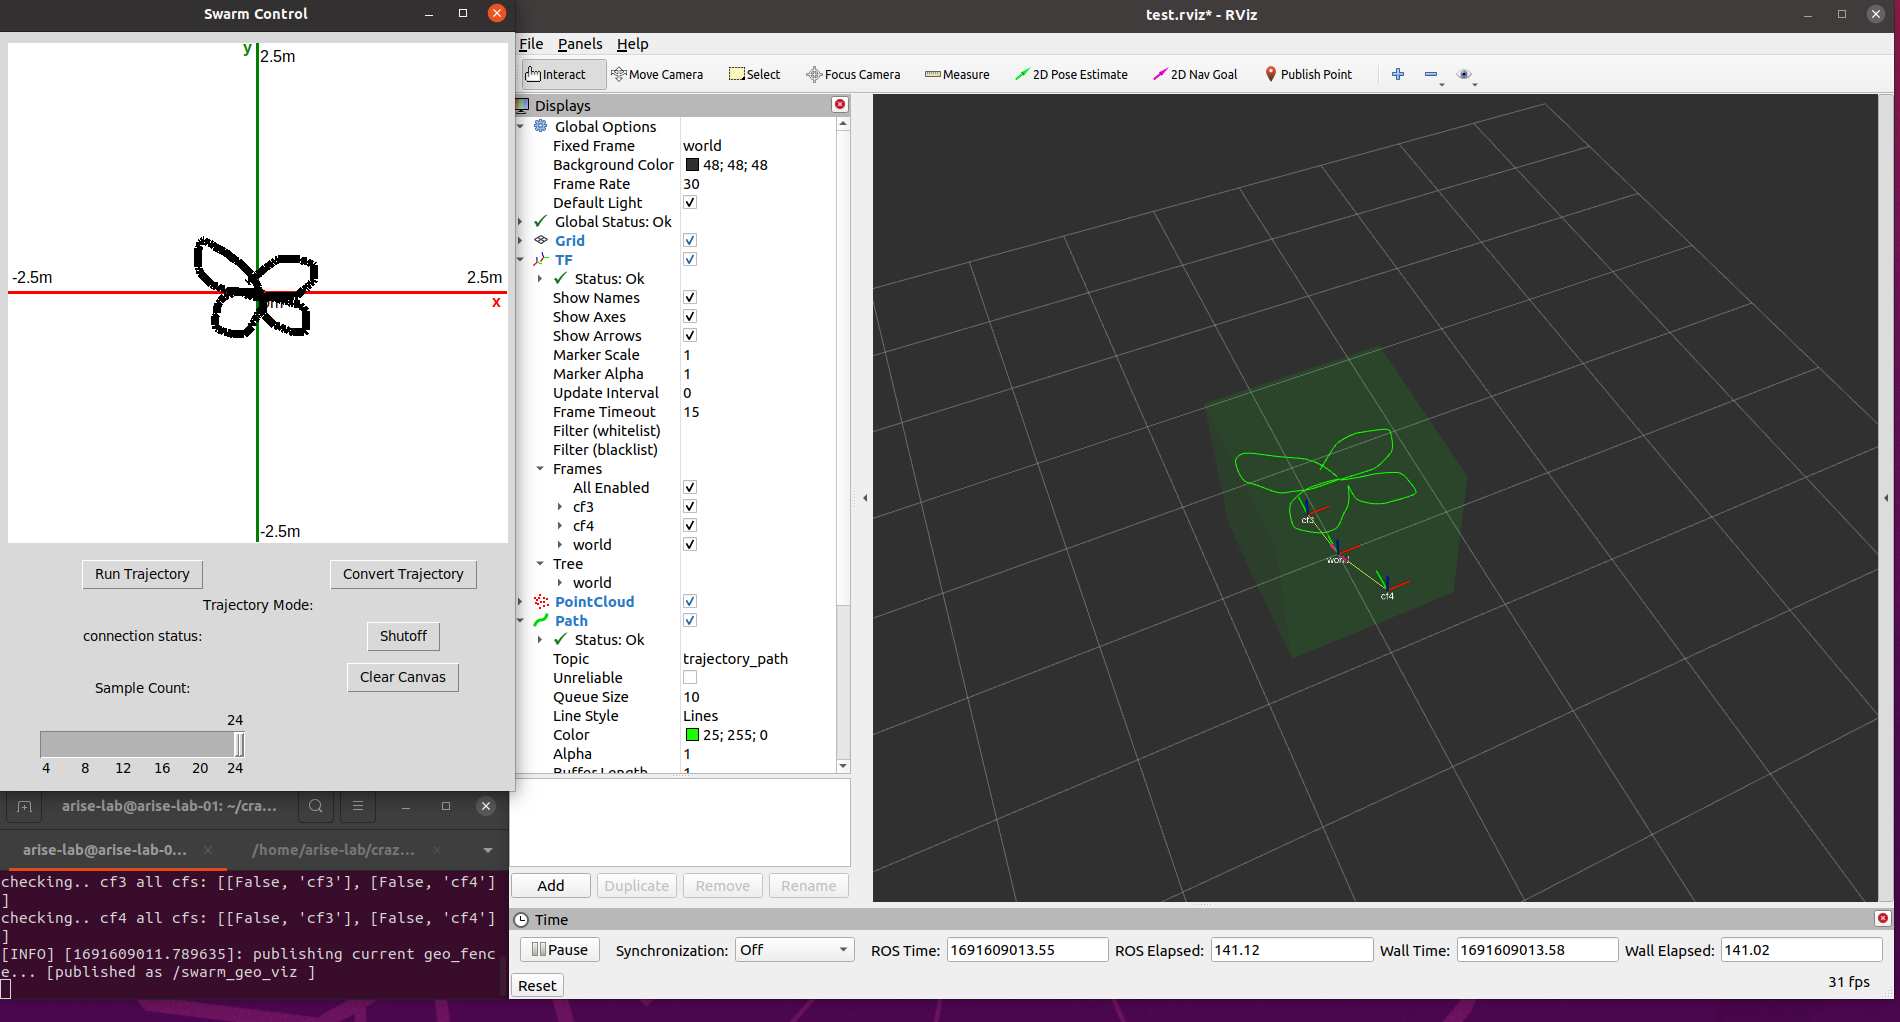 Swarm Control
y
2.5m
-2.5m
2.5m
x
-2.5m
Run Trajectory
Convert Trajectory
Trajectory Mode:
connection status:
Shutoff
Clear Canvas
Sample Count:
24
4 8 12 16 20 24
arise-lab@arise-lab-01: ~/cra...
arise-lab@arise-lab-0...
/home/arise-lab/craz...
checking.. cf3 all cfs: [[False, 'cf3'], [False, 'cf4']
]
checking.. cf4 all cfs: [[False, 'cf3'], [False, 'cf4']
]
[INFO] [1691609011.789635]: publishing current geo_fenc
e... [published as /swarm_geo_viz ]
test.rviz* - RViz
File Panels Help
Interact Move Camera Select Focus Camera Measure 2D Pose Estimate 2D Nav Goal Publish Point
Displays
Global Options
Fixed Frame world
Background Color 48; 48; 48
Frame Rate 30
Default Light
Global Status: Ok
Grid
TF
Status: Ok
Show Names
Show Axes
Show Arrows
Marker Scale 1
Marker Alpha 1
Update Interval 0
Frame Timeout 15
Filter (whitelist)
Filter (blacklist)
Frames
All Enabled
cf3
cf4
world
Tree
world
PointCloud
Path
Status: Ok
Topic trajectory_path
Unreliable
Queue Size 10
Line Style Lines
Color 25; 255; 0
Alpha 1
Buffer Length 1
Add Duplicate Remove Rename
cf3
world
cf4
Time
Pause Synchronization: Off ROS Time: 1691609013.55 ROS Elapsed: 141.12 Wall Time: 1691609013.58 Wall Elapsed: 141.02
Reset
31 fps